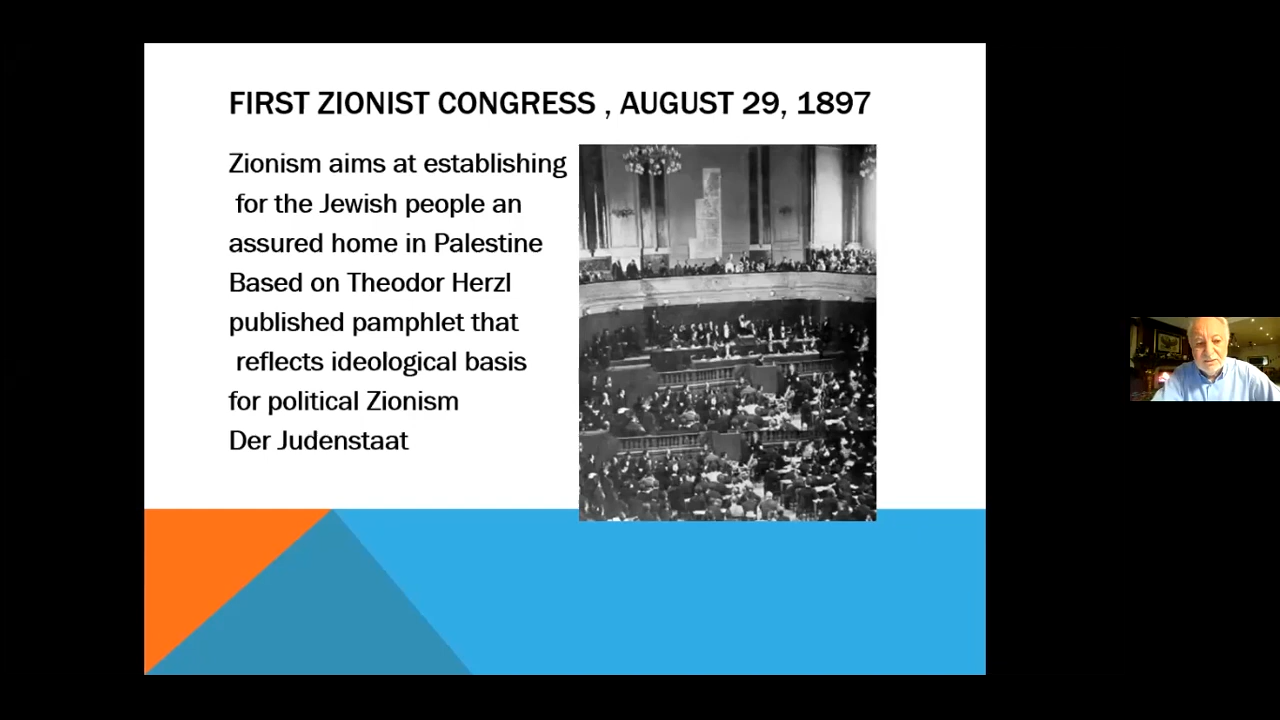 FIRST ZIONIST CONGRESS , AUGUST 29, 1897
Zionism aims at establishing
for the Jewish people an
assured home in Palestine
Based on Theodor Herzl
published pamphlet that
reflects ideological basis
for political Zionism
Der Judenstaat